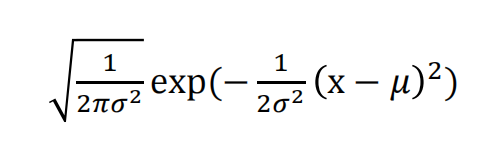 √(1/(2πσ²)) exp(− 1/(2σ²) (x − μ)²)